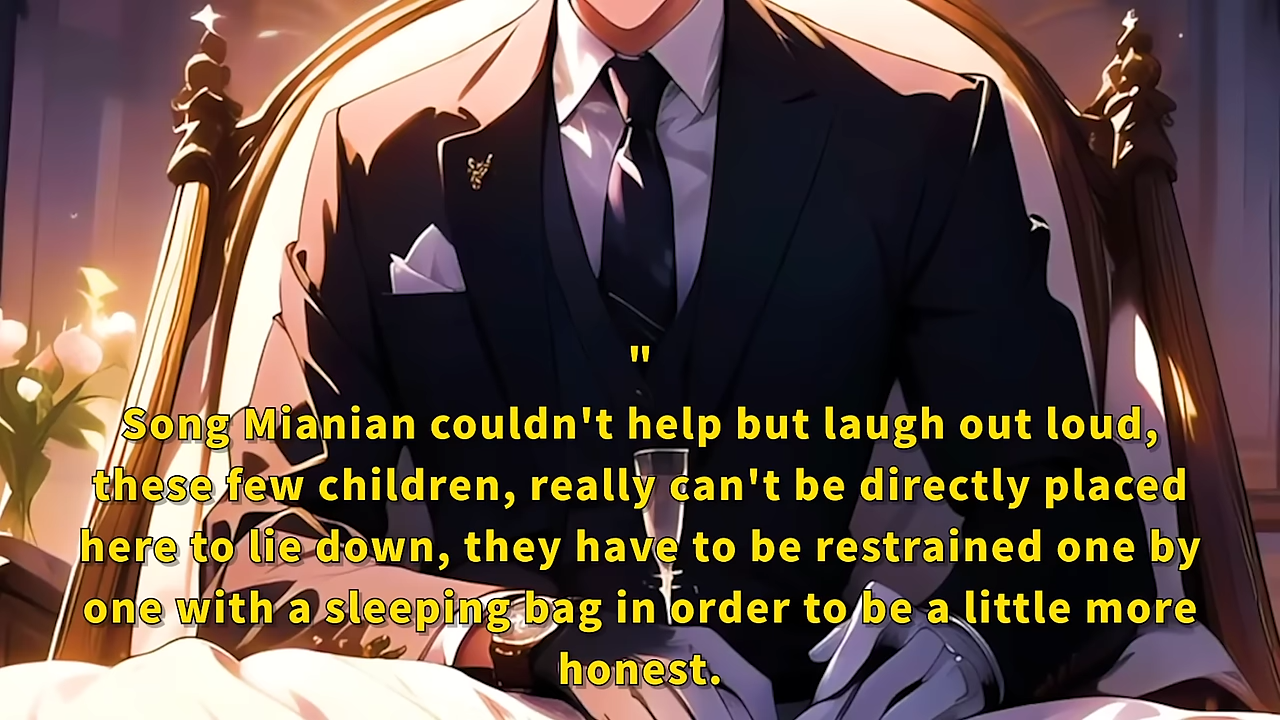 "
Song Mianian couldn't help but laugh out loud,
these few children, really can't be directly placed
here to lie down, they have to be restrained one by
one with a sleeping bag in order to be a little more
honest.